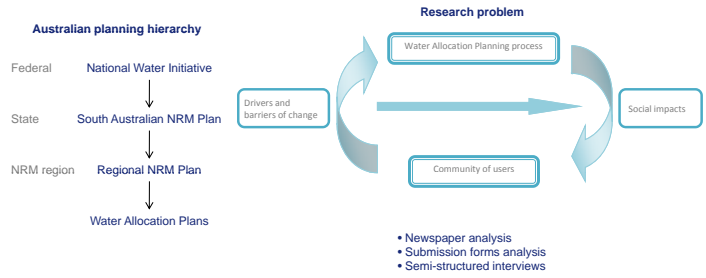 Australian planning hierarchy
Federal
National Water Initiative
State
South Australian NRM Plan
NRM region
Regional NRM Plan
Water Allocation Plans
Research problem
Water Allocation Planning process
Drivers and
barriers of change
Social impacts
Community of users
• Newspaper analysis
• Submission forms analysis
• Semi-structured interviews